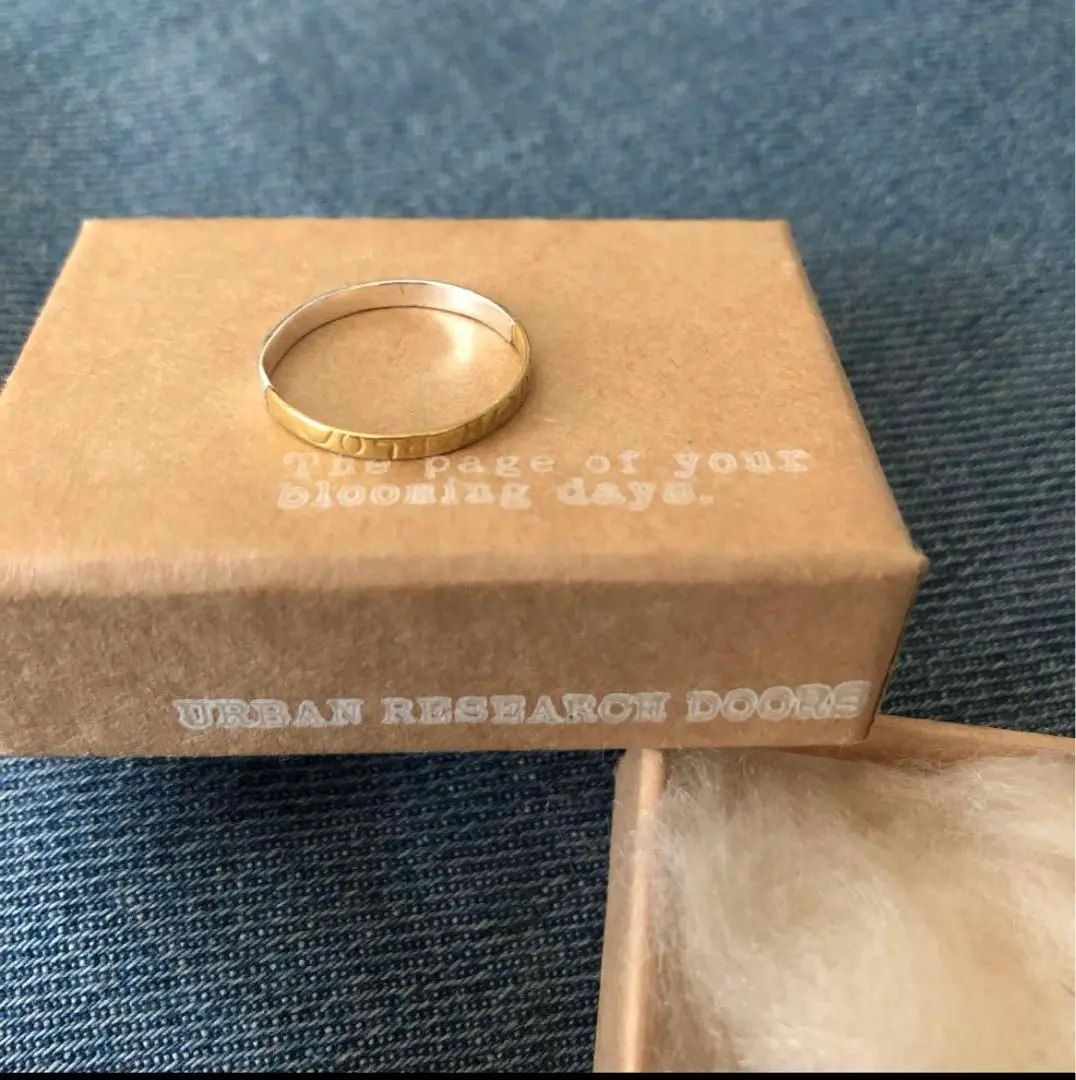 The page of your
blooming days.
URBAN RESEARCH DOORS